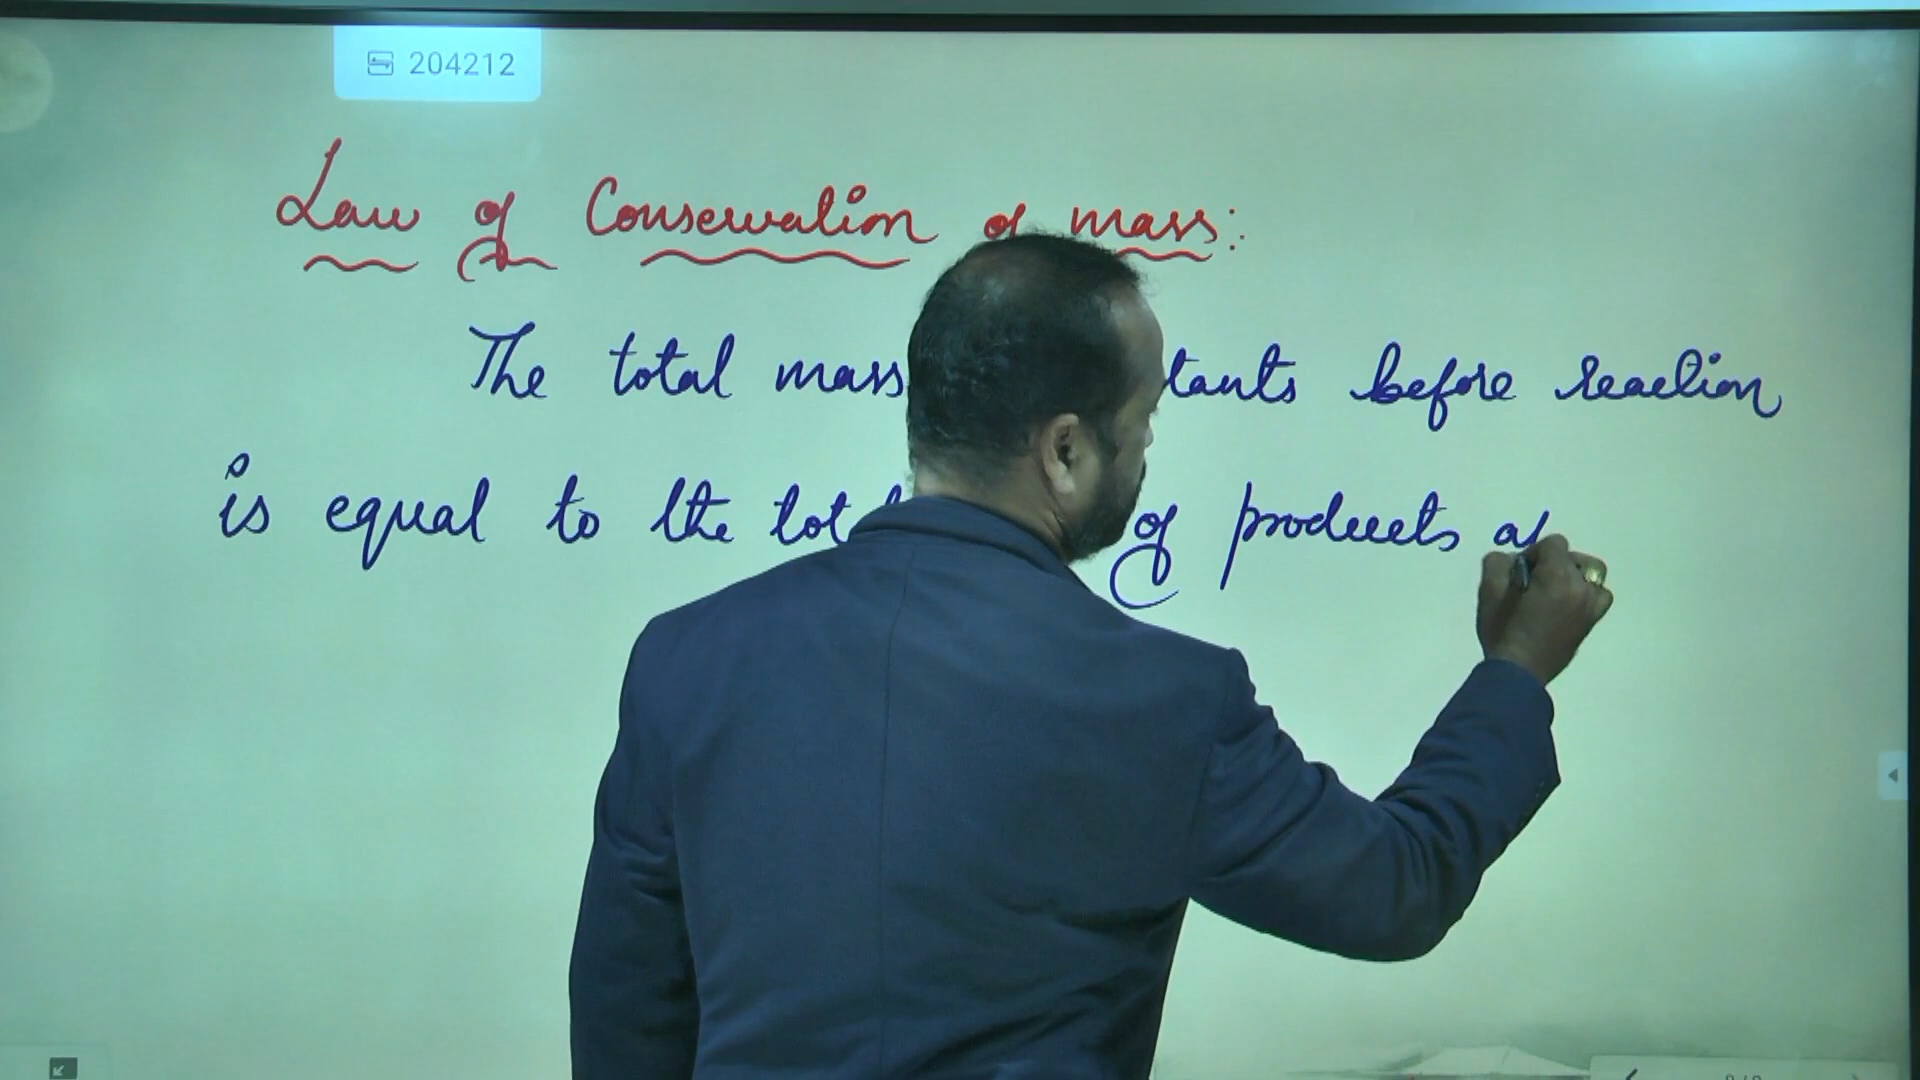 204212
Law of Conservation of mass:
The total mass tants before reaction
is equal to the tot of products af